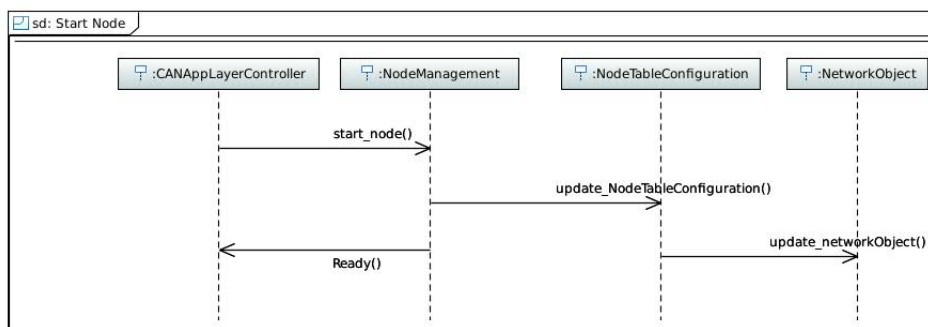 sd: Start Node
:CANAppLayerController
:NodeManagement
:NodeTableConfiguration
:NetworkObject
start_node()
update_NodeTableConfiguration()
update_networkObject()
Ready()